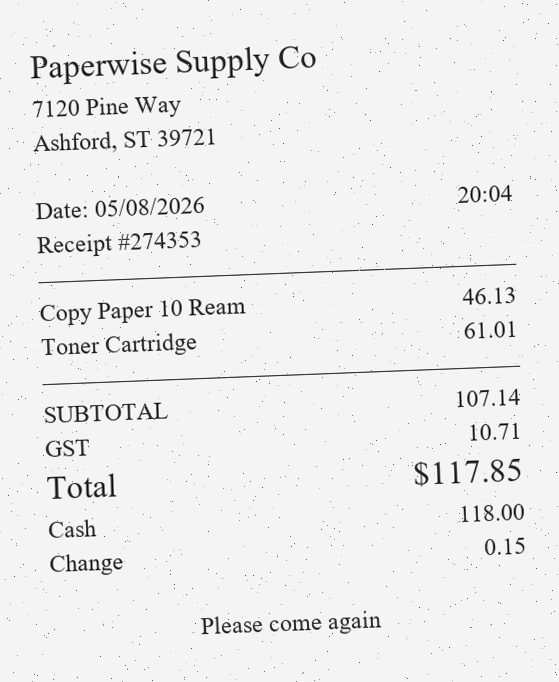 Paperwise Supply Co
7120 Pine Way
Ashford, ST 39721
Date: 05/08/2026 20:04
Receipt #274353
Copy Paper 10 Ream 46.13
Toner Cartridge 61.01
SUBTOTAL 107.14
GST 10.71
Total $117.85
Cash 118.00
Change 0.15
Please come again